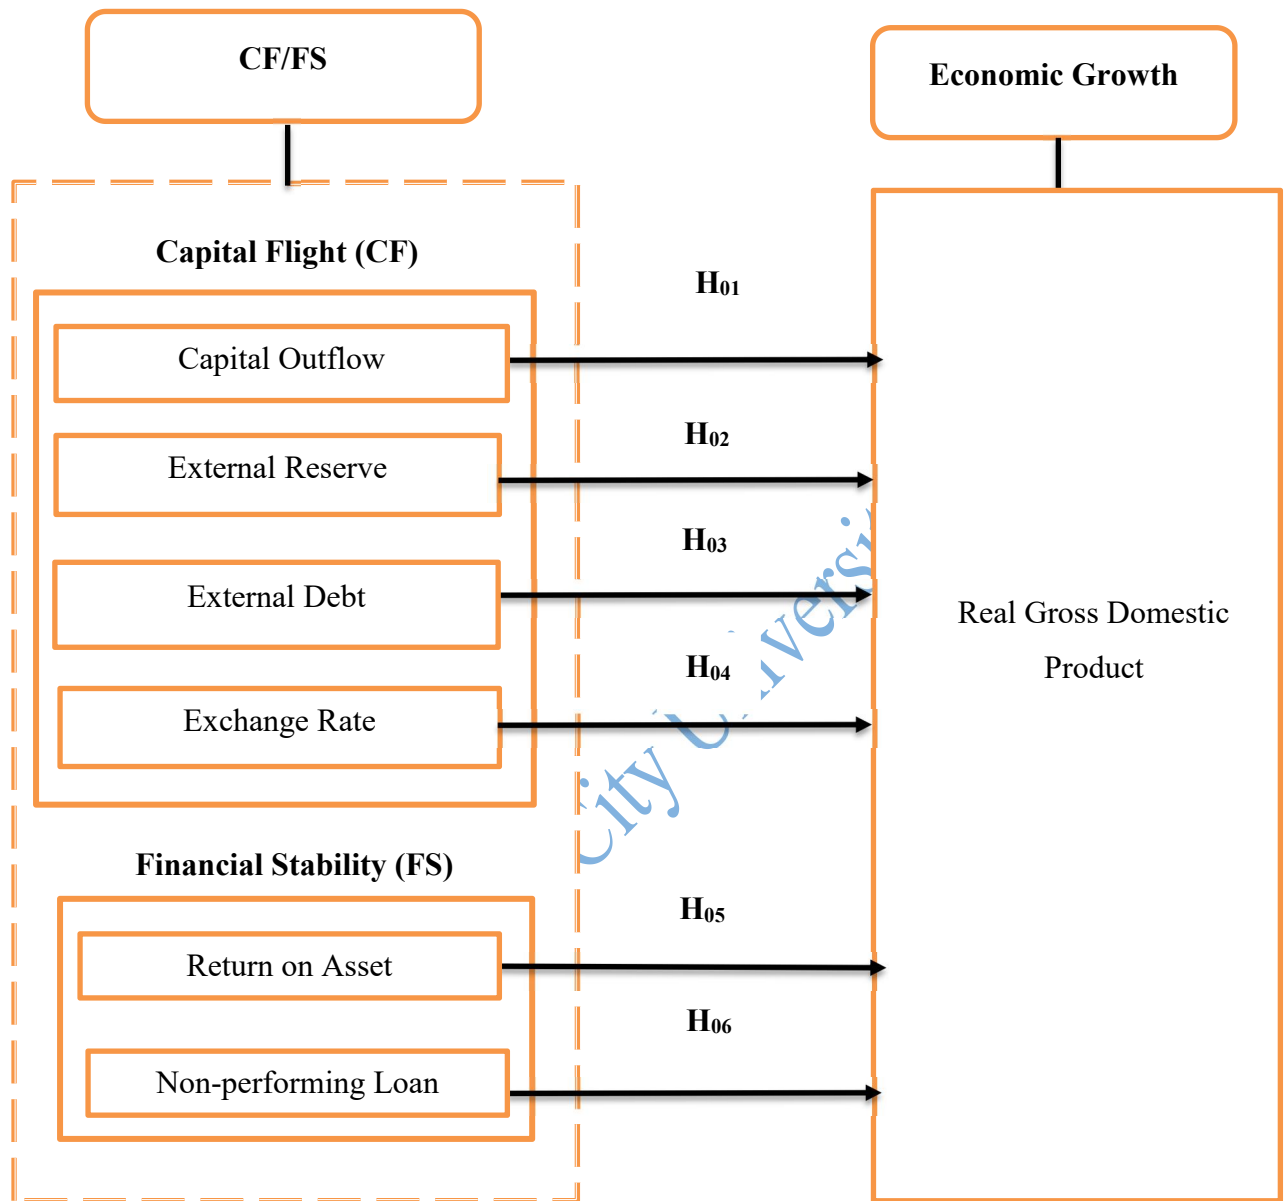 CF/FS
Economic Growth
Capital Flight (CF)
H01
Capital Outflow
H02
External Reserve
H03
External Debt
H04
Exchange Rate
Real Gross Domestic
Product
City
Financial Stability (FS)
H05
Return on Asset
H06
Non-performing Loan